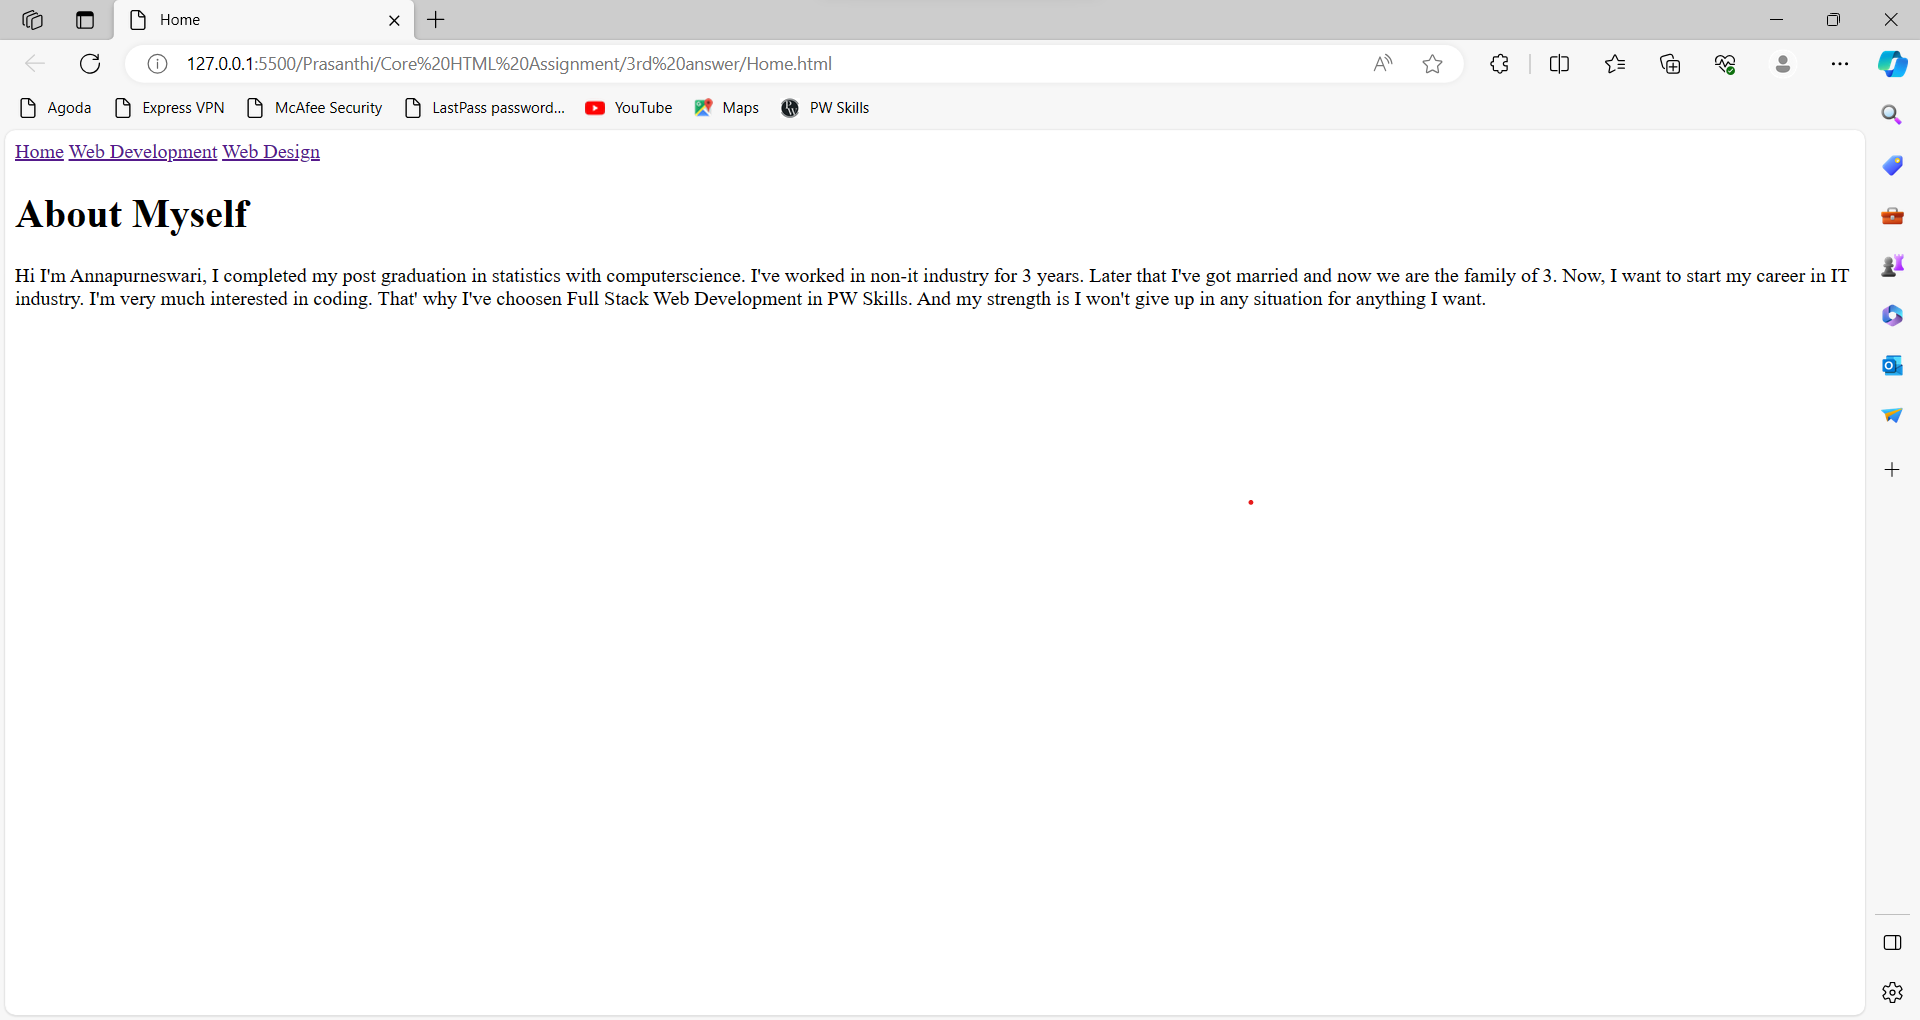 Home
127.0.0.1:5500/Prasanthi/Core%20HTML%20Assignment/3rd%20answer/Home.html
Agoda Express VPN McAfee Security LastPass password... YouTube Maps PW Skills
Home Web Development Web Design
About Myself
Hi I'm Annapurneswari, I completed my post graduation in statistics with computerscience. I've worked in non-it industry for 3 years. Later that I've got married and now we are the family of 3. Now, I want to start my career in IT
industry. I'm very much interested in coding. That' why I've choosen Full Stack Web Development in PW Skills. And my strength is I won't give up in any situation for anything I want.